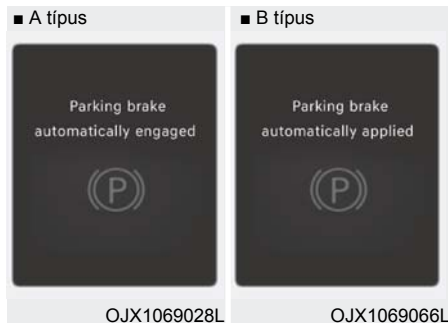 ■ A típus
Parking brake
automatically engaged
(P)
OJX1069028L
■ B típus
Parking brake
automatically applied
(P)
OJX1069066L